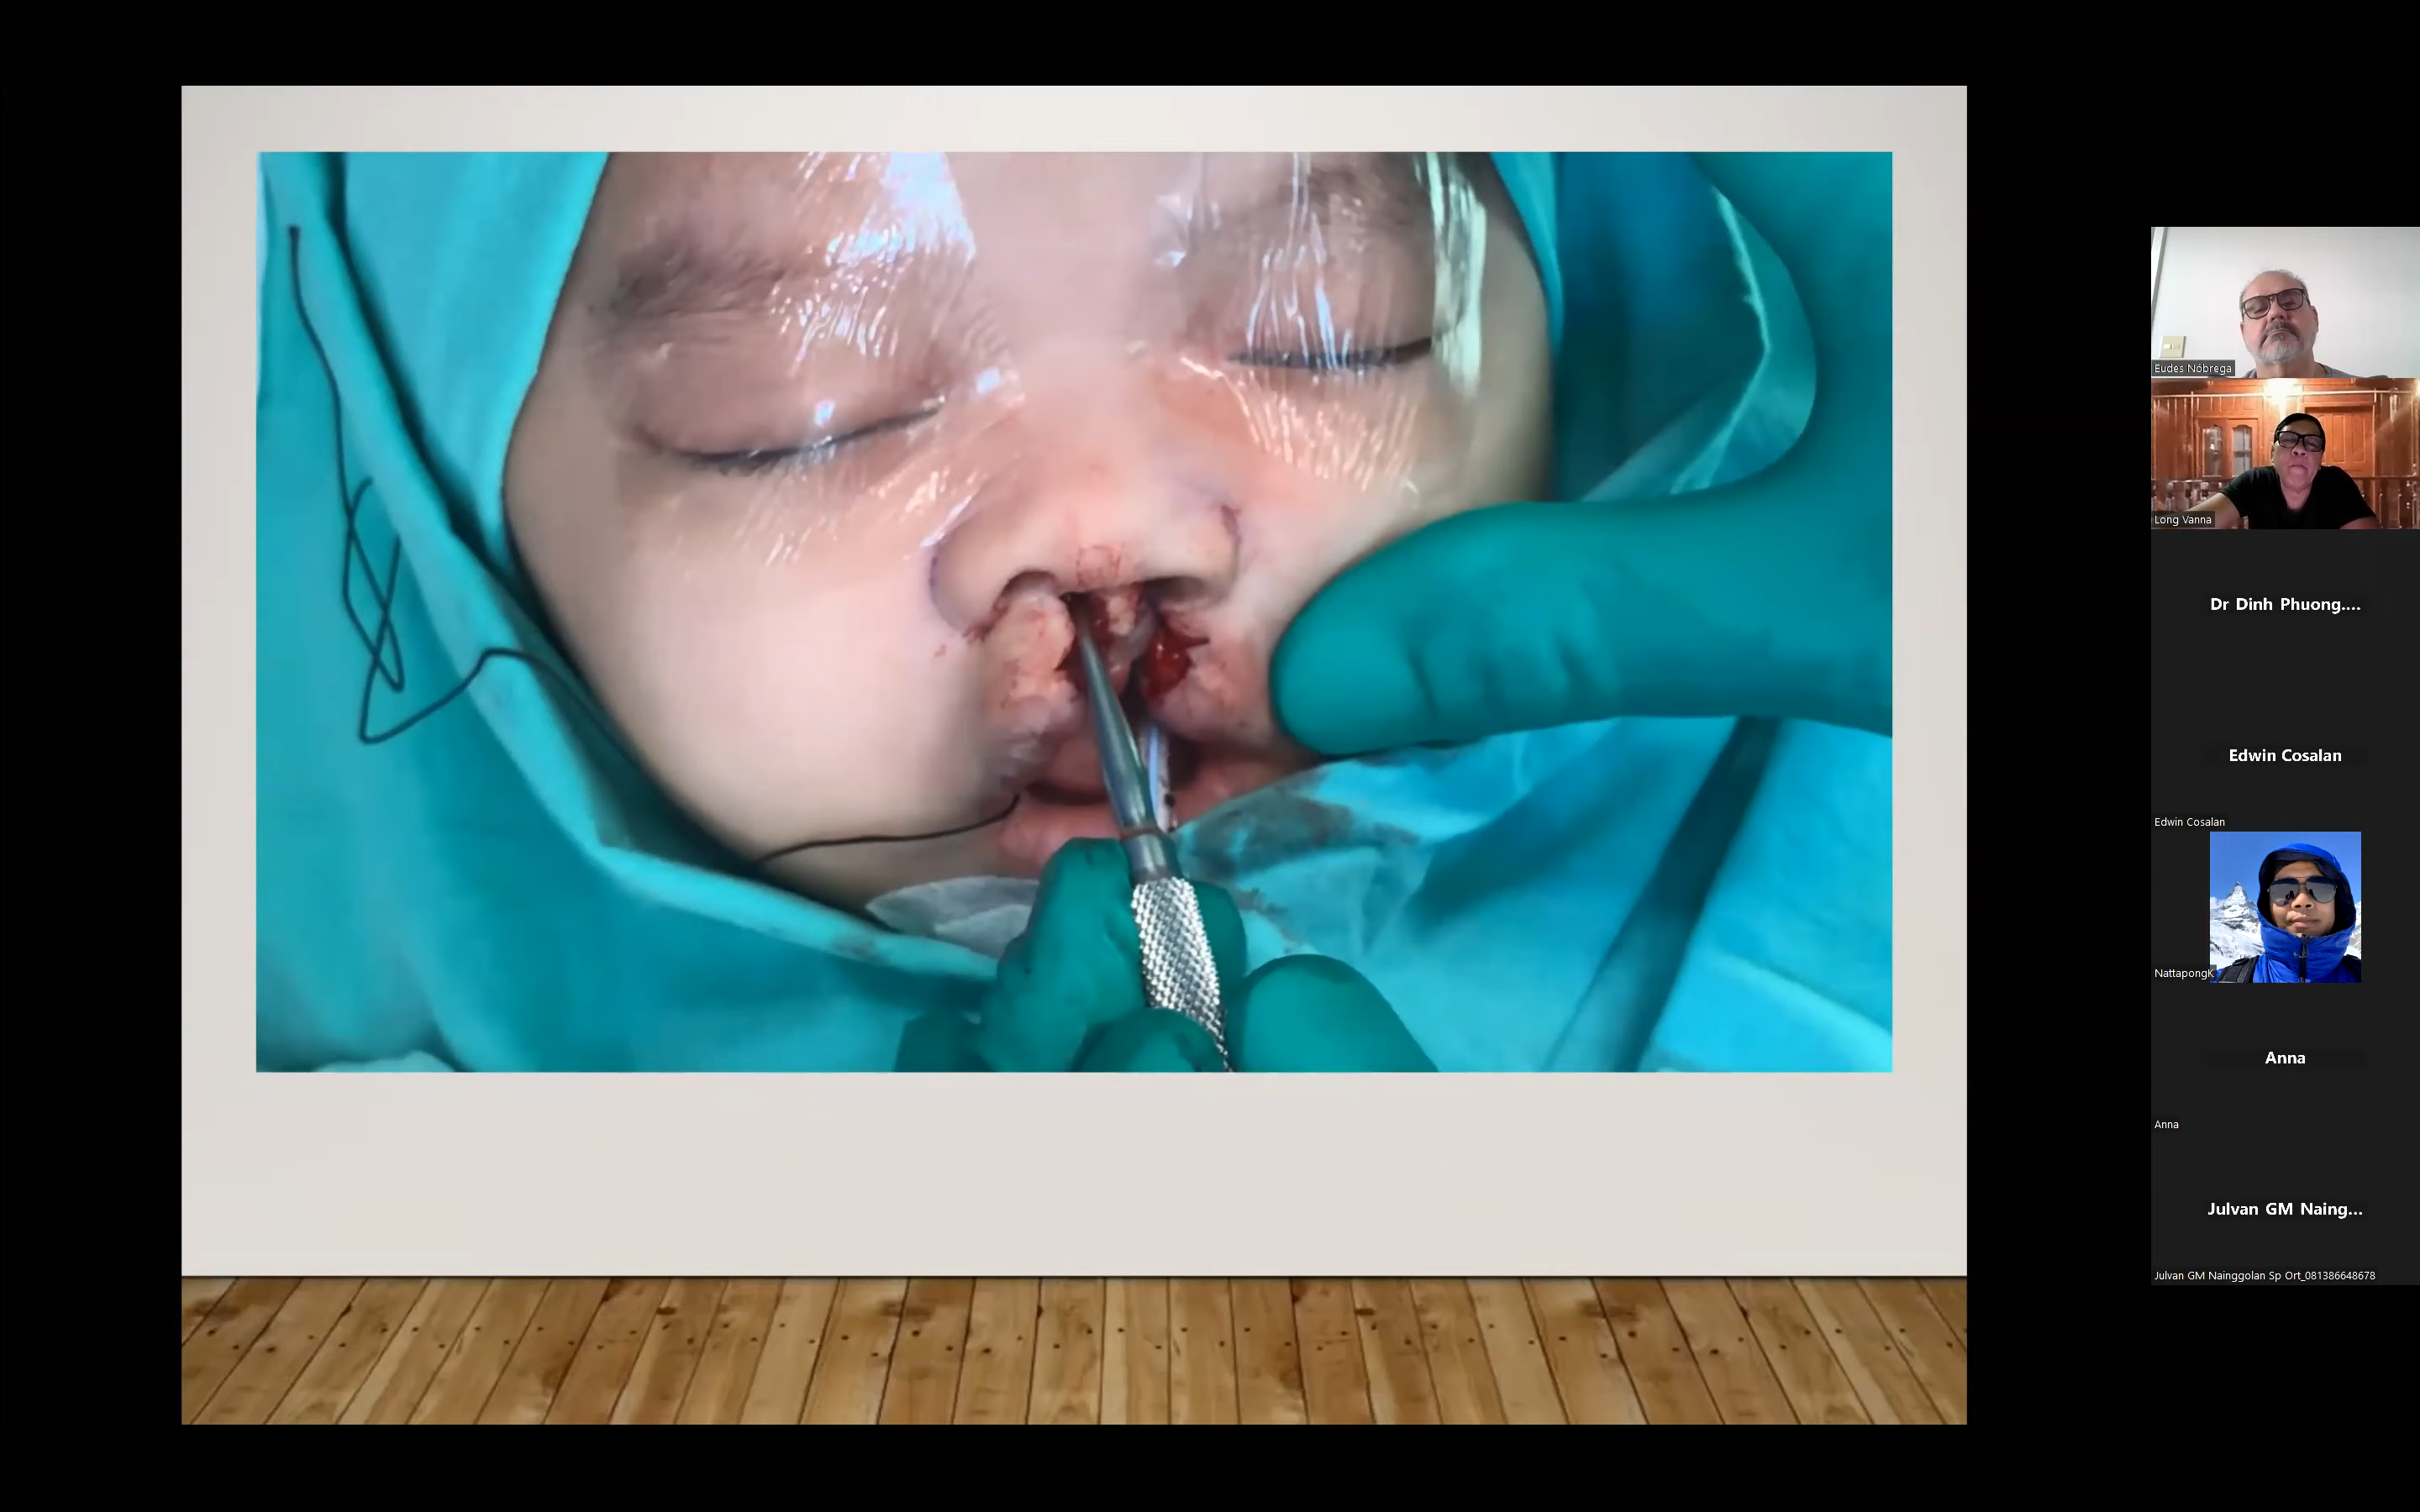 Eudes Nóbrega
Long Vanna
Dr Dinh Phuong....
Edwin Cosalan
Edwin Cosalan
NattapongK
Anna
Anna
Julvan GM Naing...
Julvan GM Nainggolan Sp Ort_081386648678